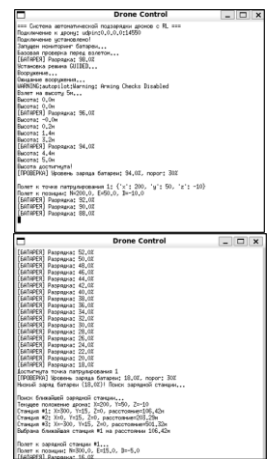 Drone Control
=== Система автоматической подзарядки дронов с RL ===
Подключение к дрону: udpin:0.0.0.0:14550
Подключение установлено!
Запущен мониторинг батареи...
Базовая проверка перед взлетом...
[БАТАРЕЯ] Разрядка: 98,0%
Установка режима GUIDED...
Вооружение...
Ожидание вооружения...
WARNING:autopilot:Warning: Arming Checks Disabled
Взлет на высоту 5м...
Высота: 0,0м
Высота: 0,0м
[БАТАРЕЯ] Разрядка: 96,0%
Высота: -0,0м
Высота: 0,2м
Высота: 1,4м
Высота: 3,2м
[БАТАРЕЯ] Разрядка: 94,0%
Высота: 4,4м
Высота: 5,0м
Высота достигнута!
[ПРОВЕРКА] Уровень заряда батареи: 94,0%, порог: 30%
Полет к точке патрулирования 1: {'x': 200, 'y': 50, 'z': -10}
Полет к позиции: N=200,0, E=50,0, D=-10,0
[БАТАРЕЯ] Разрядка: 92,0%
[БАТАРЕЯ] Разрядка: 90,0%
[БАТАРЕЯ] Разрядка: 88,0%
Drone Control
[БАТАРЕЯ] Разрядка: 52,0%
[БАТАРЕЯ] Разрядка: 50,0%
[БАТАРЕЯ] Разрядка: 48,0%
[БАТАРЕЯ] Разрядка: 46,0%
[БАТАРЕЯ] Разрядка: 44,0%
[БАТАРЕЯ] Разрядка: 42,0%
[БАТАРЕЯ] Разрядка: 40,0%
[БАТАРЕЯ] Разрядка: 38,0%
[БАТАРЕЯ] Разрядка: 36,0%
[БАТАРЕЯ] Разрядка: 34,0%
[БАТАРЕЯ] Разрядка: 32,0%
[БАТАРЕЯ] Разрядка: 30,0%
[БАТАРЕЯ] Разрядка: 28,0%
[БАТАРЕЯ] Разрядка: 26,0%
[БАТАРЕЯ] Разрядка: 24,0%
[БАТАРЕЯ] Разрядка: 22,0%
[БАТАРЕЯ] Разрядка: 20,0%
[БАТАРЕЯ] Разрядка: 18,0%
Достигнута точка патрулирования 1
[ПРОВЕРКА] Уровень заряда батареи: 18,0%, порог: 30%
Низкий заряд батареи (18,0%)! Поиск зарядной станции...
Поиск ближайшей зарядной станции...
Текущее положение дрона: X=200, Y=50, Z=-10
Станция #1: X=300, Y=15, Z=0, расстояние=106,42м
Станция #2: X=0, Y=15, Z=0, расстояние=203,29м
Станция #3: X=-300, Y=15, Z=0, расстояние=501,32м
Выбрана ближайшая станция #1 на расстоянии 106,42м
Полет к зарядной станции #1...
Полет к позиции: N=300,0, E=15,0, D=-5,0
[БАТАРЕЯ] Разрядка: 16,0%